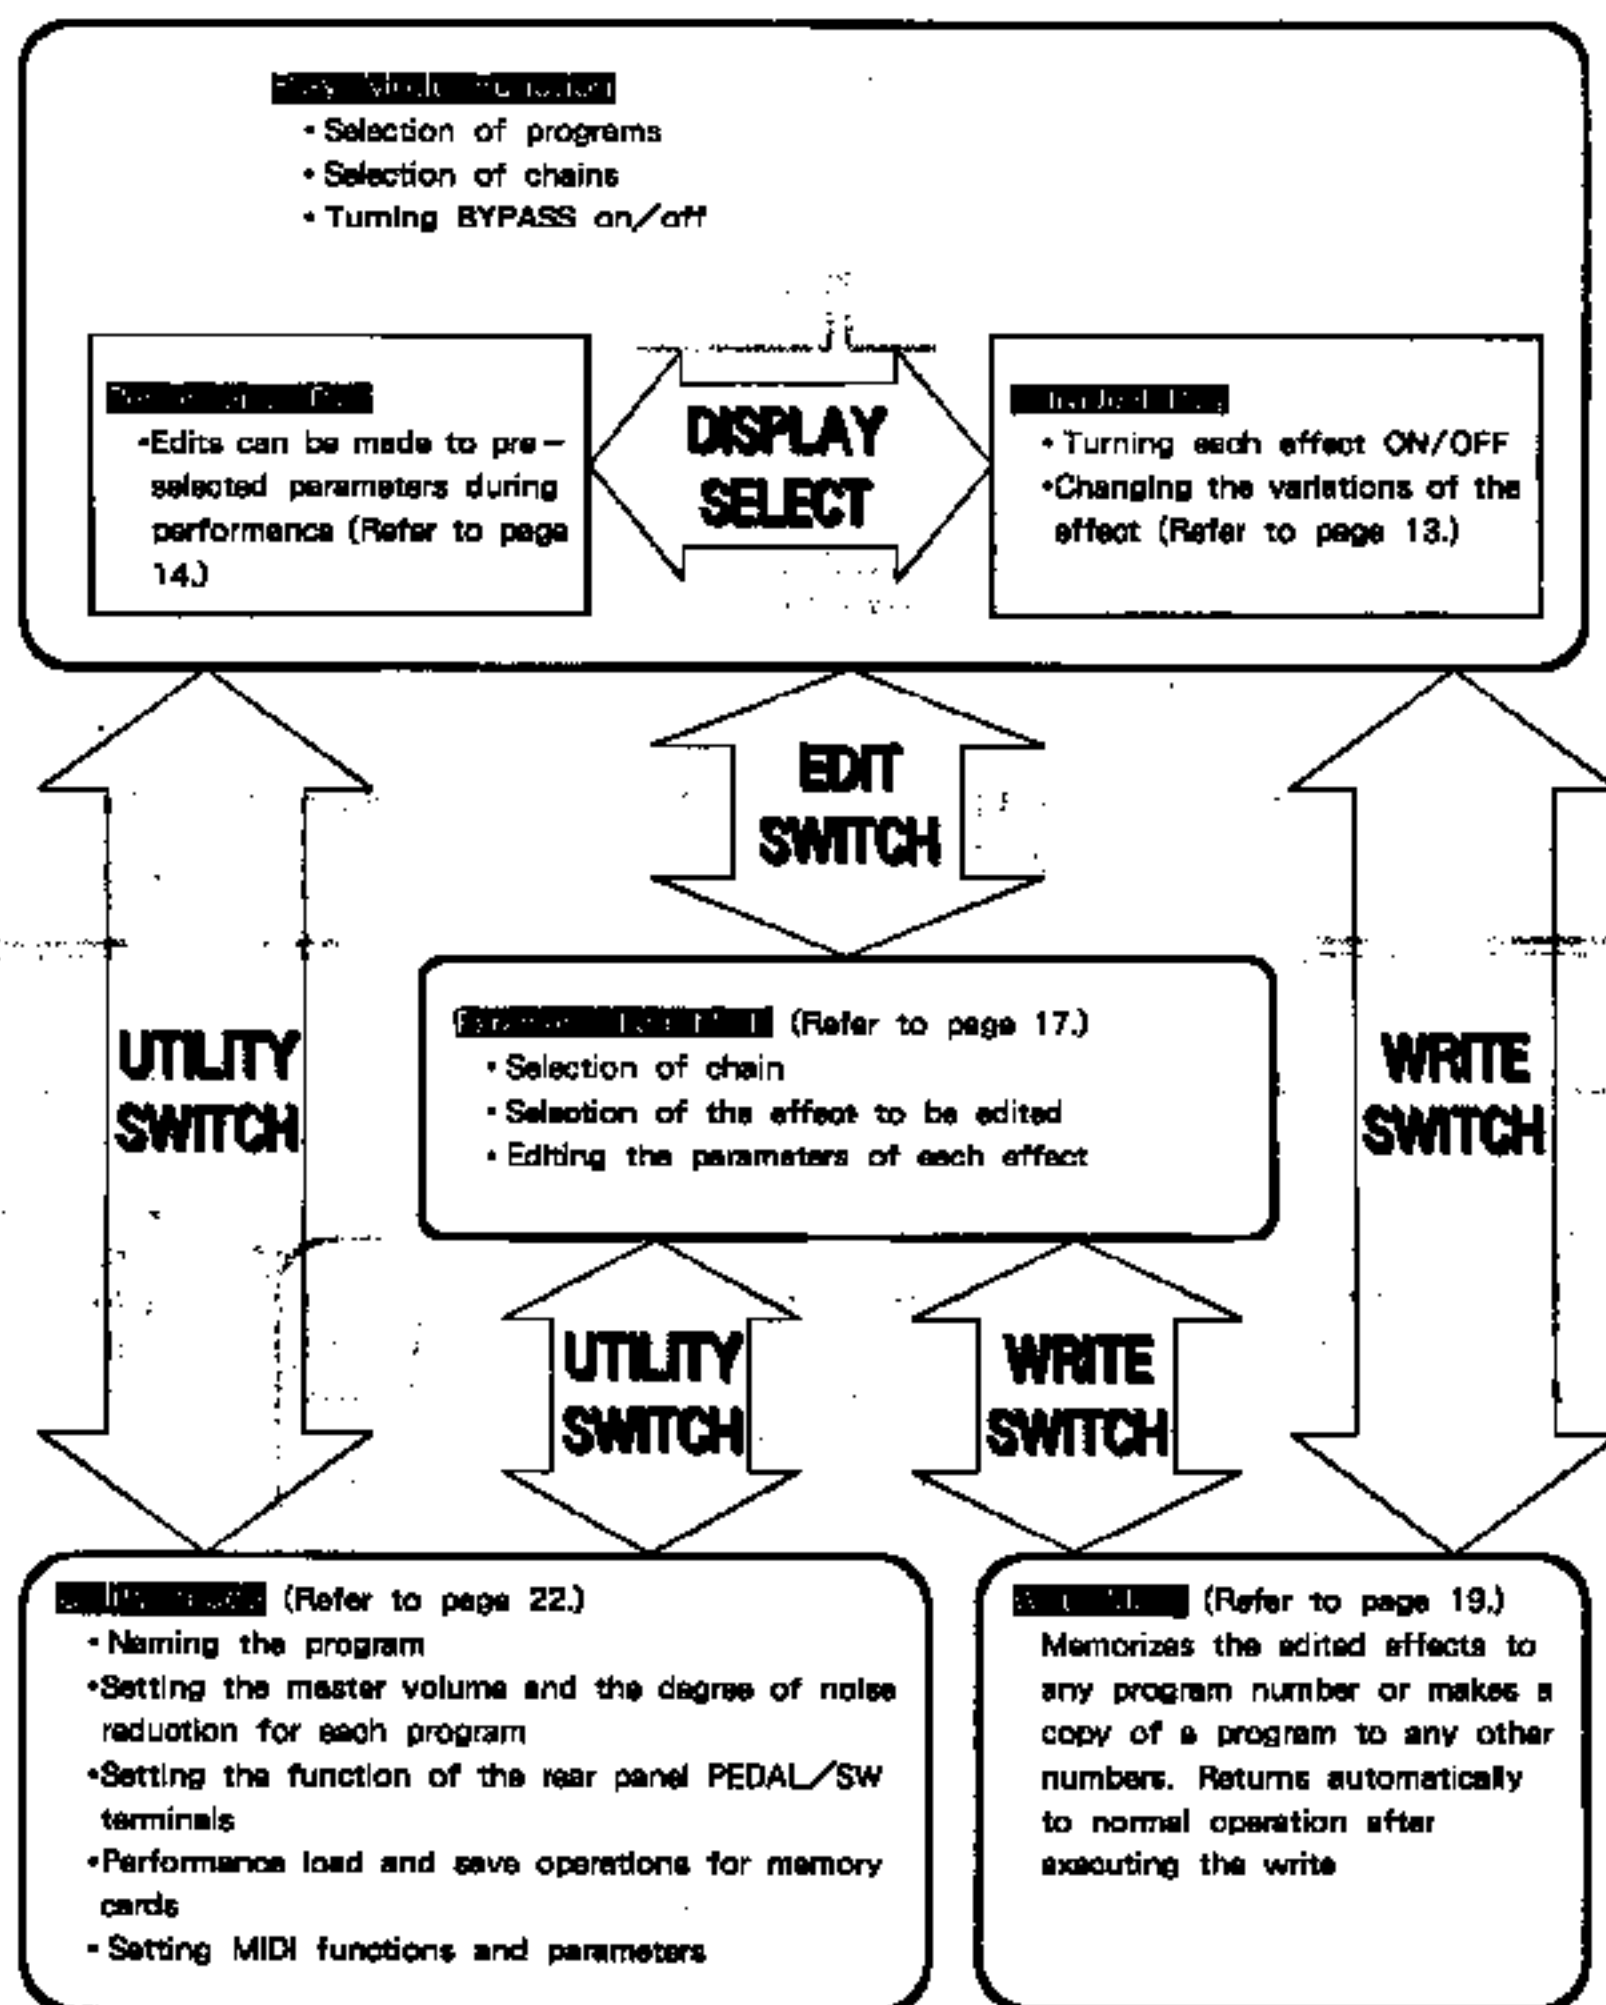 • Selection of programs
• Selection of chains
• Turning BYPASS on/off
•Edits can be made to pre-
selected parameters during
performance (Refer to page
14.)
DISPLAY
SELECT
• Turning each effect ON/OFF
•Changing the variations of the
effect (Refer to page 13.)
EDIT
SWITCH
UTILITY
SWITCH
(Refer to page 17.)
• Selection of chain
• Selection of the effect to be edited
• Editing the parameters of each effect
WRITE
SWITCH
UTILITY
SWITCH
WRITE
SWITCH
(Refer to page 22.)
• Naming the program
•Setting the master volume and the degree of noise
reduction for each program
•Setting the function of the rear panel PEDAL/SW
terminals
•Performance load and save operations for memory
cards
• Setting MIDI functions and parameters
(Refer to page 19.)
Memorizes the edited effects to
any program number or makes a
copy of a program to any other
numbers. Returns automatically
to normal operation after
executing the write